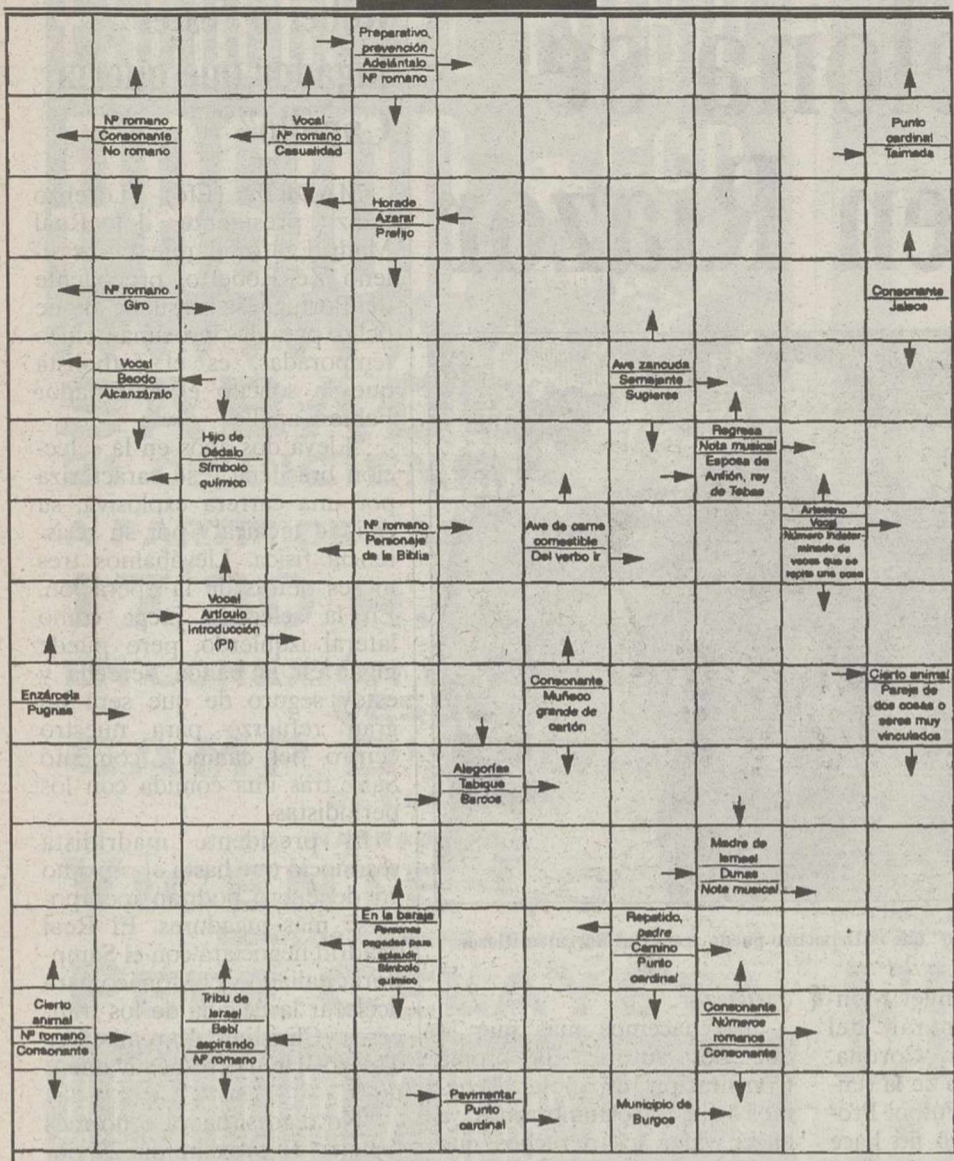 Preparativo,
prevención
Adelántalo
Nº romano
Nº romano
Consonante
No romano
Vocal
Nº romano
Casualidad
Punto
cardinal
Taimada
Horade
Azarar
Prefijo
Nº romano
Giro
Consonante
Jaleos
Vocal
Beodo
Alcanzáralo
Ave zancuda
Semejante
Sugieres
Hijo de
Dédalo
Símbolo
químico
Regresa
Nota musical
Esposa de
Anfión, rey
de Tebas
Nº romano
Personaje
de la Biblia
Ave de carne
comestible
Del verbo ir
Artesano
Vocal
Número indeter-
minado de
veces que se
repite una cosa
Vocal
Artículo
Introducción
(Pl)
Enzárcela
Pugnas
Consonante
Muñeco
grande de
cartón
Cierto animal
Pareja de
dos cosas o
seres muy
vinculados
Alegorías
Tabique
Barcos
Madre de
Ismael
Dunas
Nota musical
En la baraja
Personas
pagadas para
aplaudir
Símbolo
químico
Repetido,
padre
Camino
Punto
cardinal
Cierto
animal
Nº romano
Consonante
Tribu de
Israel
Bebí
aspirando
Nº romano
Consonante
Números
romanos
Consonante
Pavimentar
Punto
cardinal
Municipio de
Burgos